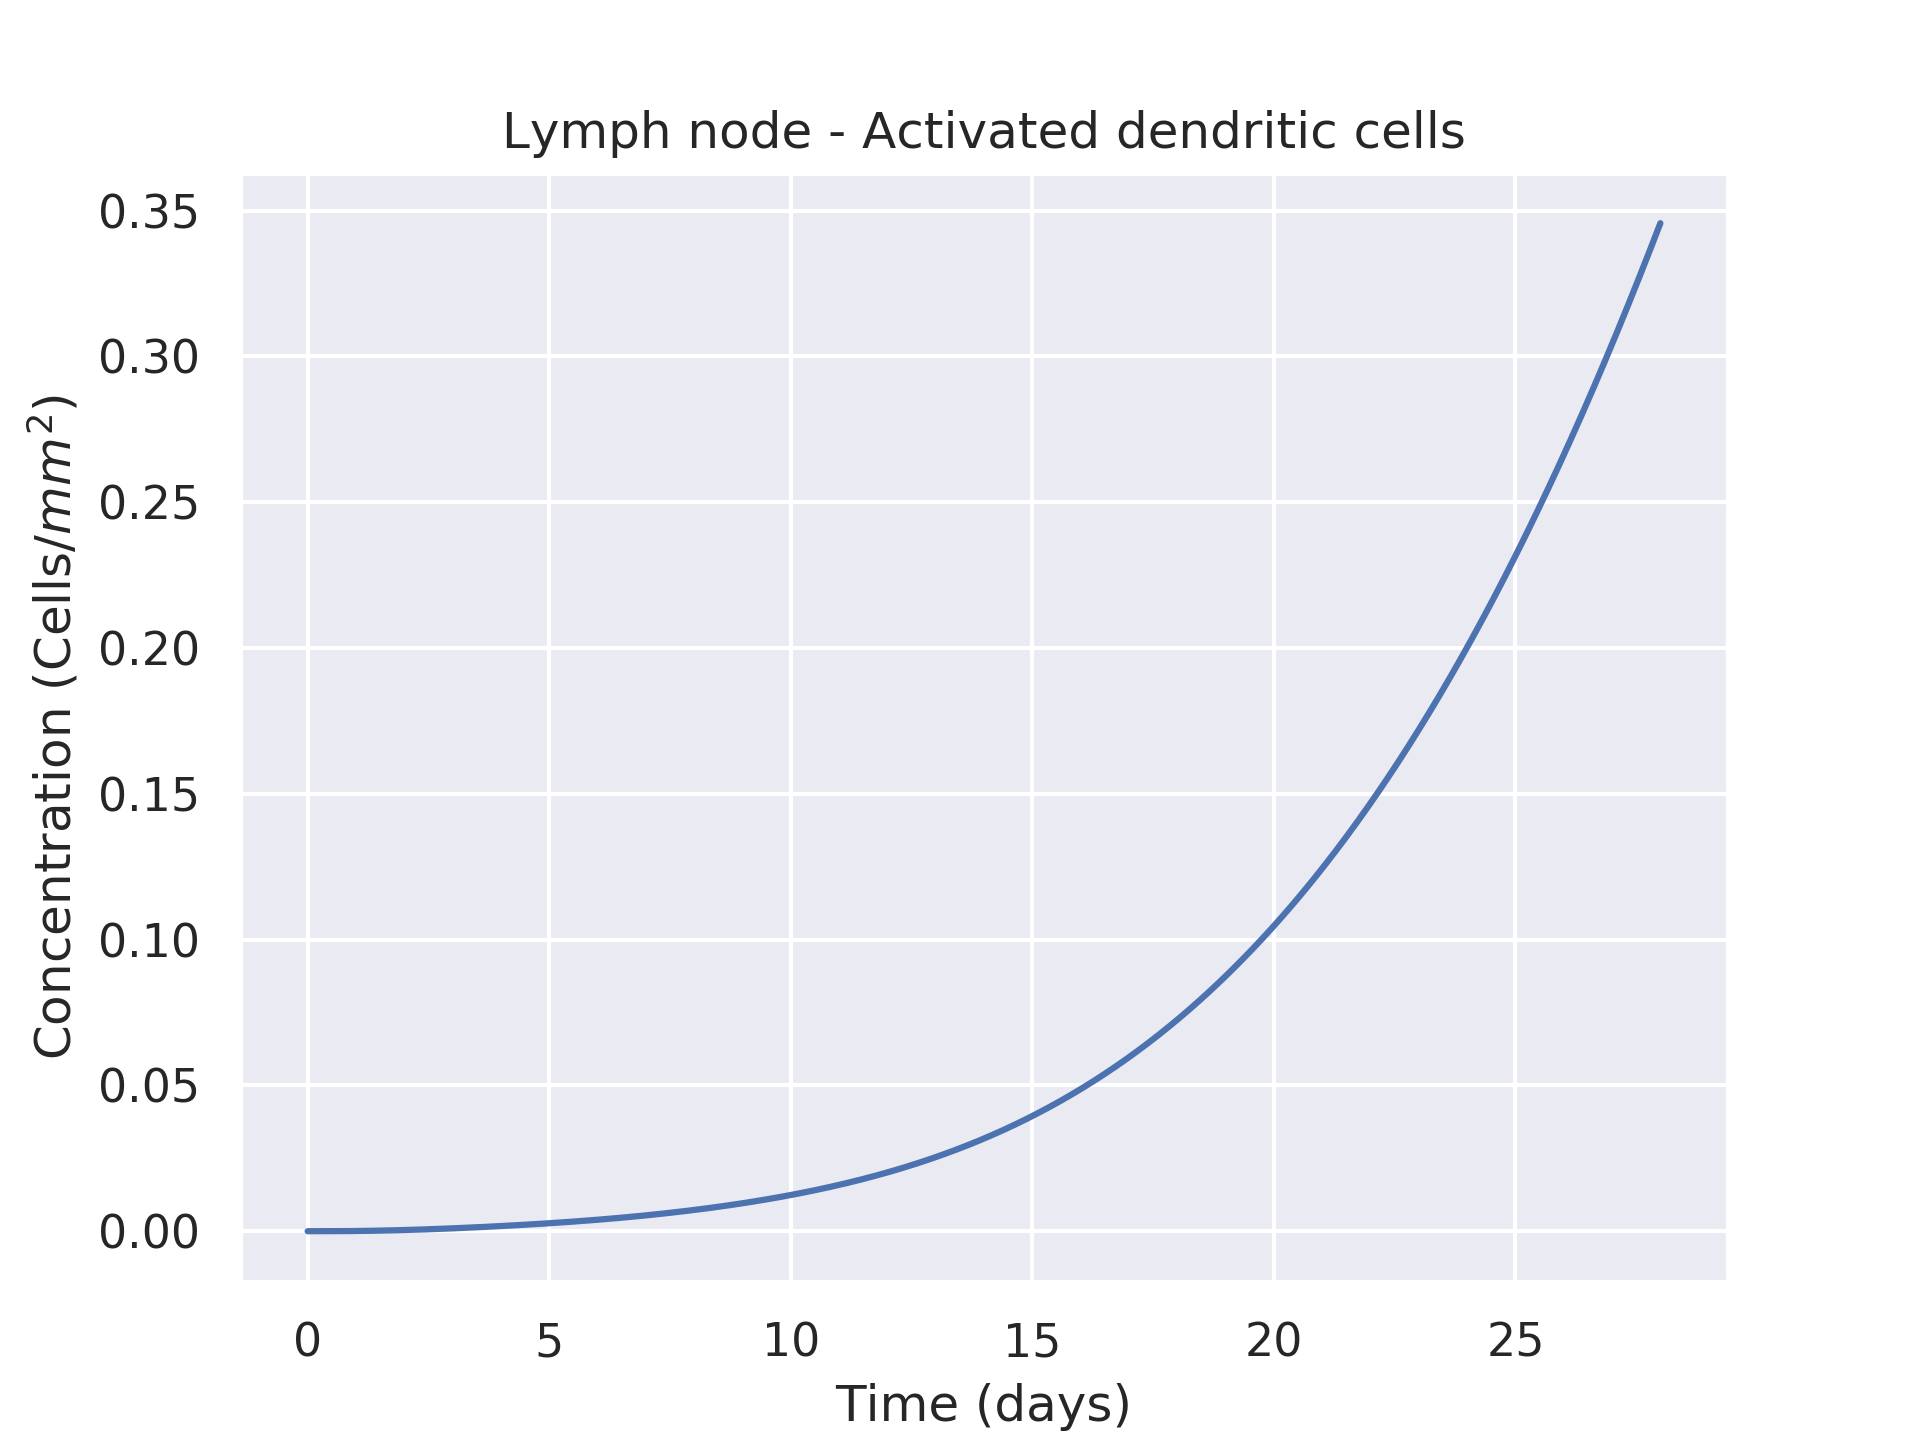 Lymph node - Activated dendritic cells
Concentration (Cells/mm²)
0.35
0.30
0.25
0.20
0.15
0.10
0.05
0.00
0 5 10 15 20 25
Time (days)